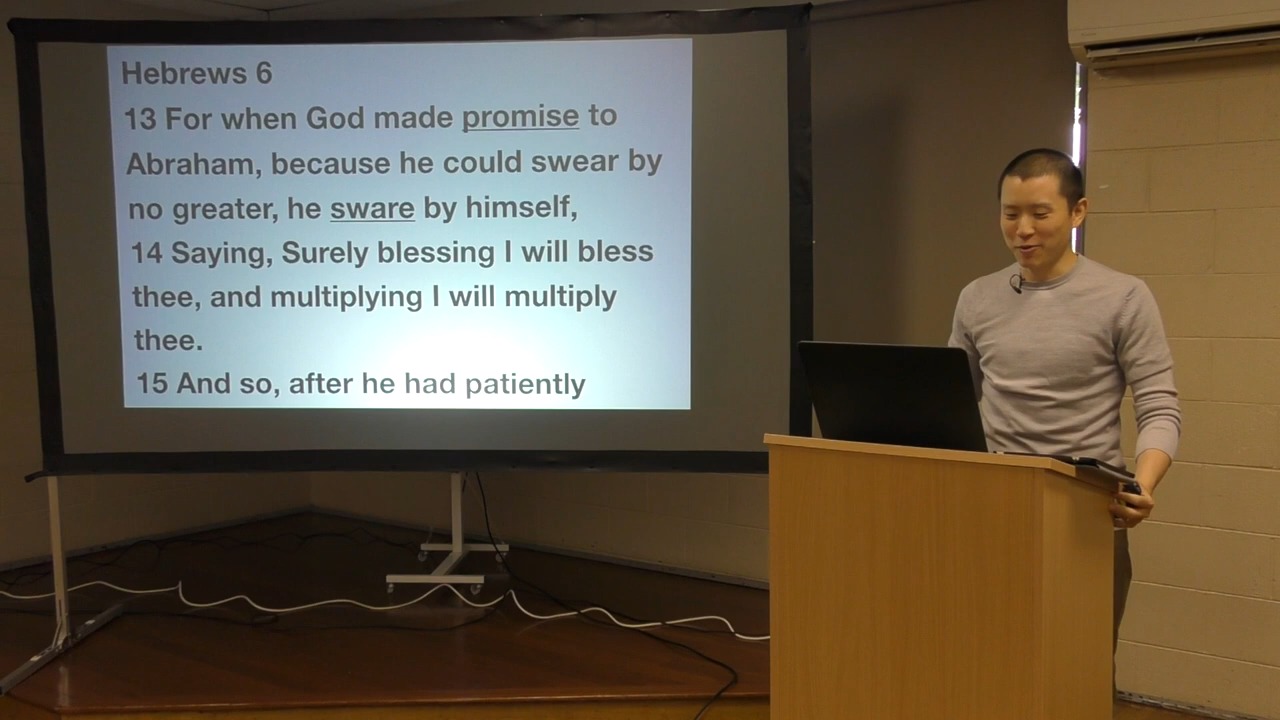 Hebrews 6
13 For when God made promise to
Abraham, because he could swear by
no greater, he sware by himself,
14 Saying, Surely blessing I will bless
thee, and multiplying I will multiply
thee.
15 And so, after he had patiently